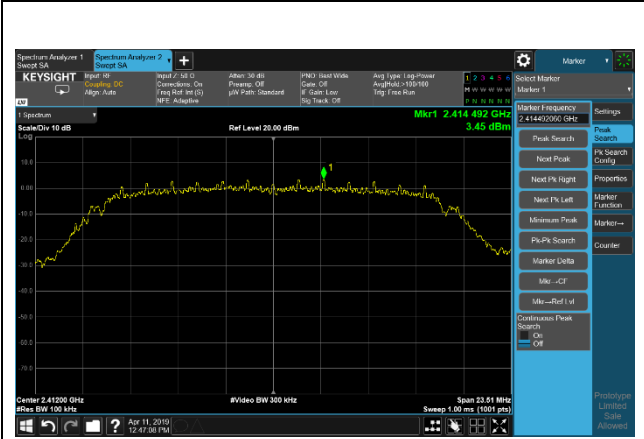 Spectrum Analyzer 1
Swept SA
Spectrum Analyzer 2
Swept SA
Marker
KEYSIGHT
Input: RF
Coupling: DC
Align: Auto
Input Z: 50 Ω
Corrections: On
Freq Ref: Int (S)
NFE: Adaptive
Atten: 30 dB
Preamp: Off
µW Path: Standard
PNO: Best Wide
Gate: Off
IF Gain: Low
Sig Track: Off
Avg Type: Log-Power
Avg|Hold:>100/100
Trig: Free Run
1 2 3 4 5 6
M W W W W W
P N N N N N
Select Marker
Marker 1
1 Spectrum
Mkr1 2.414 492 GHz
3.45 dBm
Scale/Div 10 dB
Ref Level 20.00 dBm
Log
10.0
0.00
-10.0
-20.0
-30.0
-40.0
-50.0
-60.0
-70.0
1
Center 2.41200 GHz
#Res BW 100 kHz
#Video BW 300 kHz
Span 23.51 MHz
Sweep 1.00 ms (1001 pts)
Marker Frequency
2.414492060 GHz
Peak Search
Next Peak
Next Pk Right
Next Pk Left
Minimum Peak
Pk-Pk Search
Marker Delta
Mkr→CF
Mkr→Ref Lvl
Continuous Peak
Search
On
Off
Settings
Peak
Search
Pk Search
Config
Properties
Marker
Function
Marker→
Counter
Prototype
Limited
Sale
Allowed
?
Apr 11, 2019
12:47:08 PM